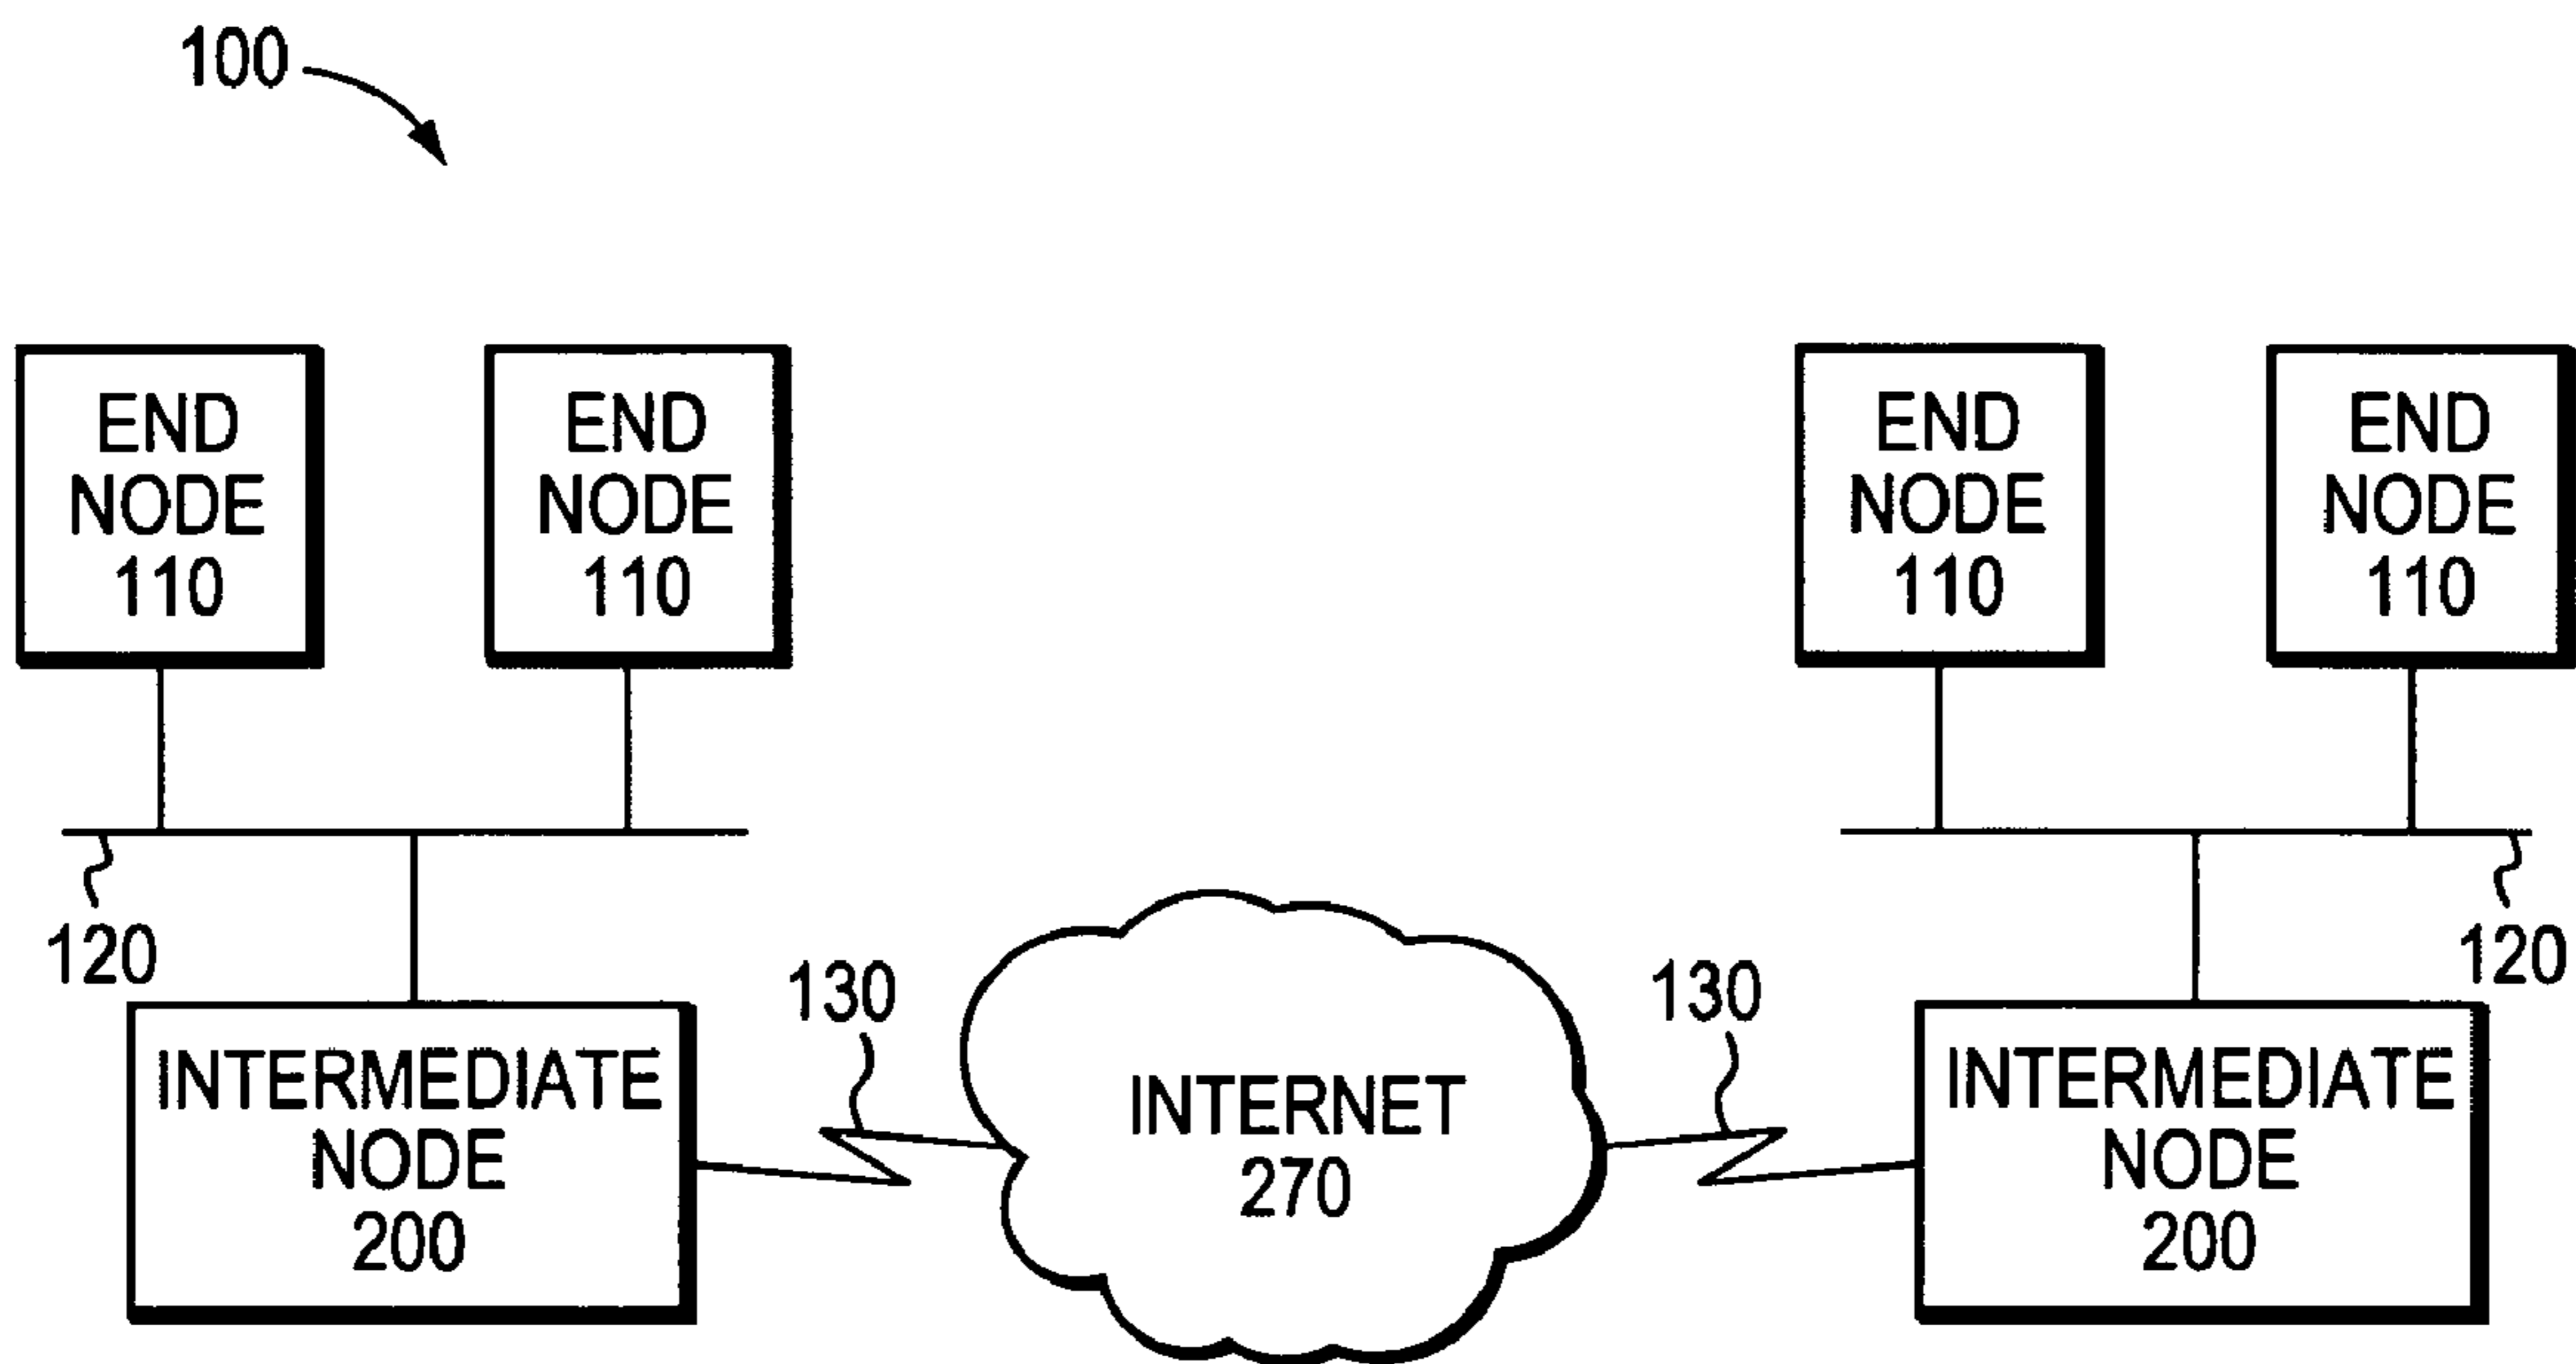 100
END
NODE
110
END
NODE
110
END
NODE
110
END
NODE
110
120
120
130
130
INTERMEDIATE
NODE
200
INTERNET
270
INTERMEDIATE
NODE
200